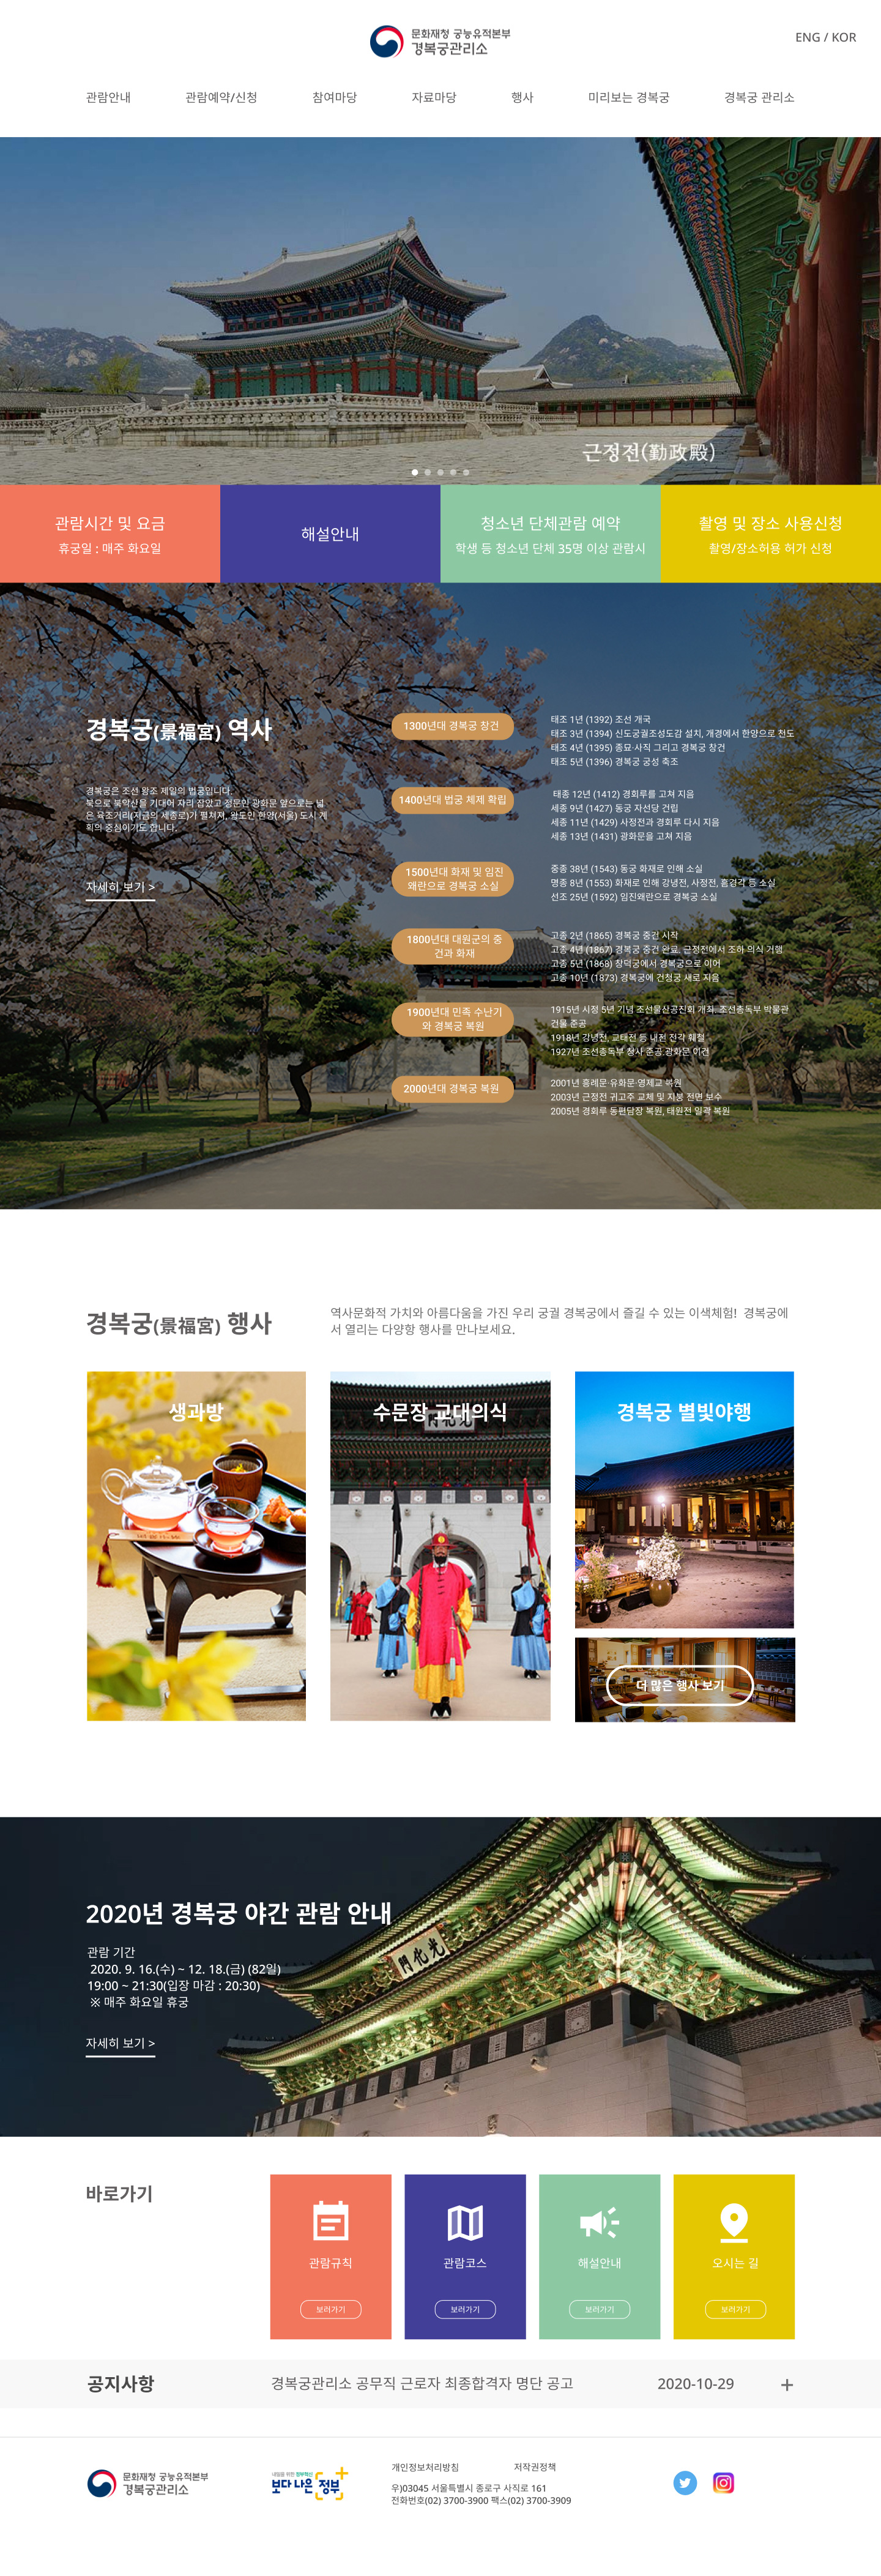 문화재청 궁능유적본부
경복궁관리소
ENG / KOR
관람안내
관람예약/신청
참여마당
자료마당
행사
미리보는 경복궁
경복궁 관리소
근정전(勤政殿)
관람시간 및 요금
휴궁일 : 매주 화요일
해설안내
청소년 단체관람 예약
학생 등 청소년 단체 35명 이상 관람시
촬영 및 장소 사용신청
촬영/장소허용 허가 신청
경복궁(景福宮) 역사
경복궁은 조선 왕조 제일의 법궁입니다.
북으로 북악산을 기대어 자리 잡았고 정문인 광화문 앞으로는 넓
은 육조거리(지금의 세종로)가 펼쳐져, 왕도인 한양(서울) 도시 계
획의 중심이기도 합니다.
자세히 보기 >
1300년대 경복궁 창건
태조 1년 (1392) 조선 개국
태조 3년 (1394) 신도궁궐조성도감 설치, 개경에서 한양으로 천도
태조 4년 (1395) 종묘·사직 그리고 경복궁 창건
태조 5년 (1396) 경복궁 궁성 축조
1400년대 법궁 체제 확립
태종 12년 (1412) 경회루를 고쳐 지음
세종 9년 (1427) 동궁 자선당 건립
세종 11년 (1429) 사정전과 경회루 다시 지음
세종 13년 (1431) 광화문을 고쳐 지음
1500년대 화재 및 임진
왜란으로 경복궁 소실
중종 38년 (1543) 동궁 화재로 인해 소실
명종 8년 (1553) 화재로 인해 강녕전, 사정전, 흠경각 등 소실
선조 25년 (1592) 임진왜란으로 경복궁 소실
1800년대 대원군의 중
건과 화재
고종 2년 (1865) 경복궁 중건 시작
고종 4년 (1867) 경복궁 중건 완료. 근정전에서 조하 의식 거행
고종 5년 (1868) 창덕궁에서 경복궁으로 이어
고종 10년 (1873) 경복궁에 건청궁 새로 지음
1900년대 민족 수난기
와 경복궁 복원
1915년 시정 5년 기념 조선물산공진회 개최. 조선총독부 박물관
건물 준공
1918년 강녕전, 교태전 등 내전 전각 훼철
1927년 조선총독부 청사 준공.광화문 이건
2000년대 경복궁 복원
2001년 흥례문·유화문·영제교 복원
2003년 근정전 귀고주 교체 및 지붕 전면 보수
2005년 경회루 동편담장 복원, 태원전 일각 복원
경복궁(景福宮) 행사
역사문화적 가치와 아름다움을 가진 우리 궁궐 경복궁에서 즐길 수 있는 이색체험! 경복궁에
서 열리는 다양항 행사를 만나보세요.
생과방
수문장 교대의식
경복궁 별빛야행
더 많은 행사 보기
2020년 경복궁 야간 관람 안내
관람 기간
2020. 9. 16.(수) ~ 12. 18.(금) (82일)
19:00 ~ 21:30(입장 마감 : 20:30)
※ 매주 화요일 휴궁
자세히 보기 >
門化光
바로가기
관람규칙
보러가기
관람코스
보러가기
해설안내
보러가기
오시는 길
보러가기
공지사항
경복궁관리소 공무직 근로자 최종합격자 명단 공고
2020-10-29
+
문화재청 궁능유적본부
경복궁관리소
내일을 위한 정부혁신
보다 나은 정부
개인정보처리방침
저작권정책
우)03045 서울특별시 종로구 사직로 161
전화번호(02) 3700-3900 팩스(02) 3700-3909